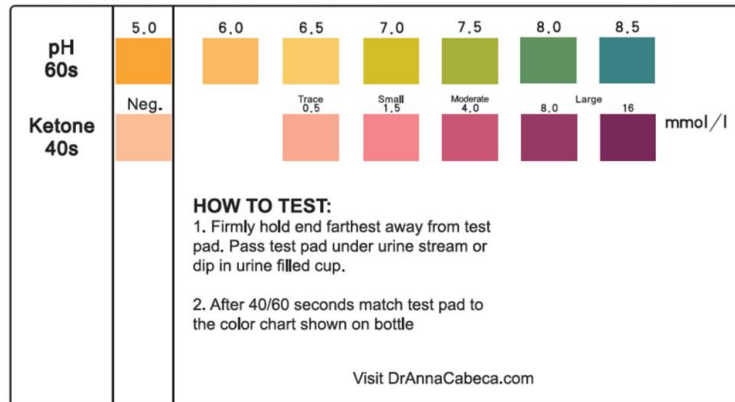 5.0 6.0 6.5 7.0 7.5 8.0 8.5
pH
60s
Neg. Trace Small Moderate Large
0.5 1.5 4.0 8.0 16
mmol/l
Ketone
40s
HOW TO TEST:
1. Firmly hold end farthest away from test
pad. Pass test pad under urine stream or
dip in urine filled cup.
2. After 40/60 seconds match test pad to
the color chart shown on bottle
Visit DrAnnaCabeca.com